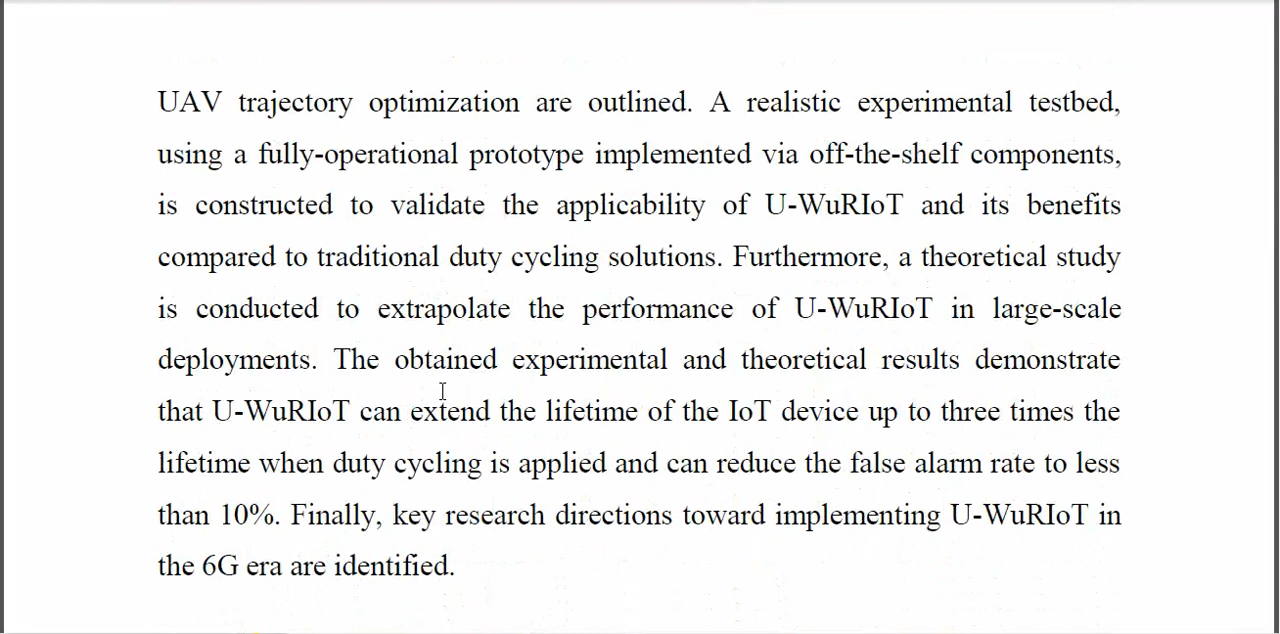 UAV trajectory optimization are outlined. A realistic experimental testbed,
using a fully-operational prototype implemented via off-the-shelf components,
is constructed to validate the applicability of U-WuRIoT and its benefits
compared to traditional duty cycling solutions. Furthermore, a theoretical study
is conducted to extrapolate the performance of U-WuRIoT in large-scale
deployments. The obtained experimental and theoretical results demonstrate
that U-WuRIoT can extend the lifetime of the IoT device up to three times the
lifetime when duty cycling is applied and can reduce the false alarm rate to less
than 10%. Finally, key research directions toward implementing U-WuRIoT in
the 6G era are identified.